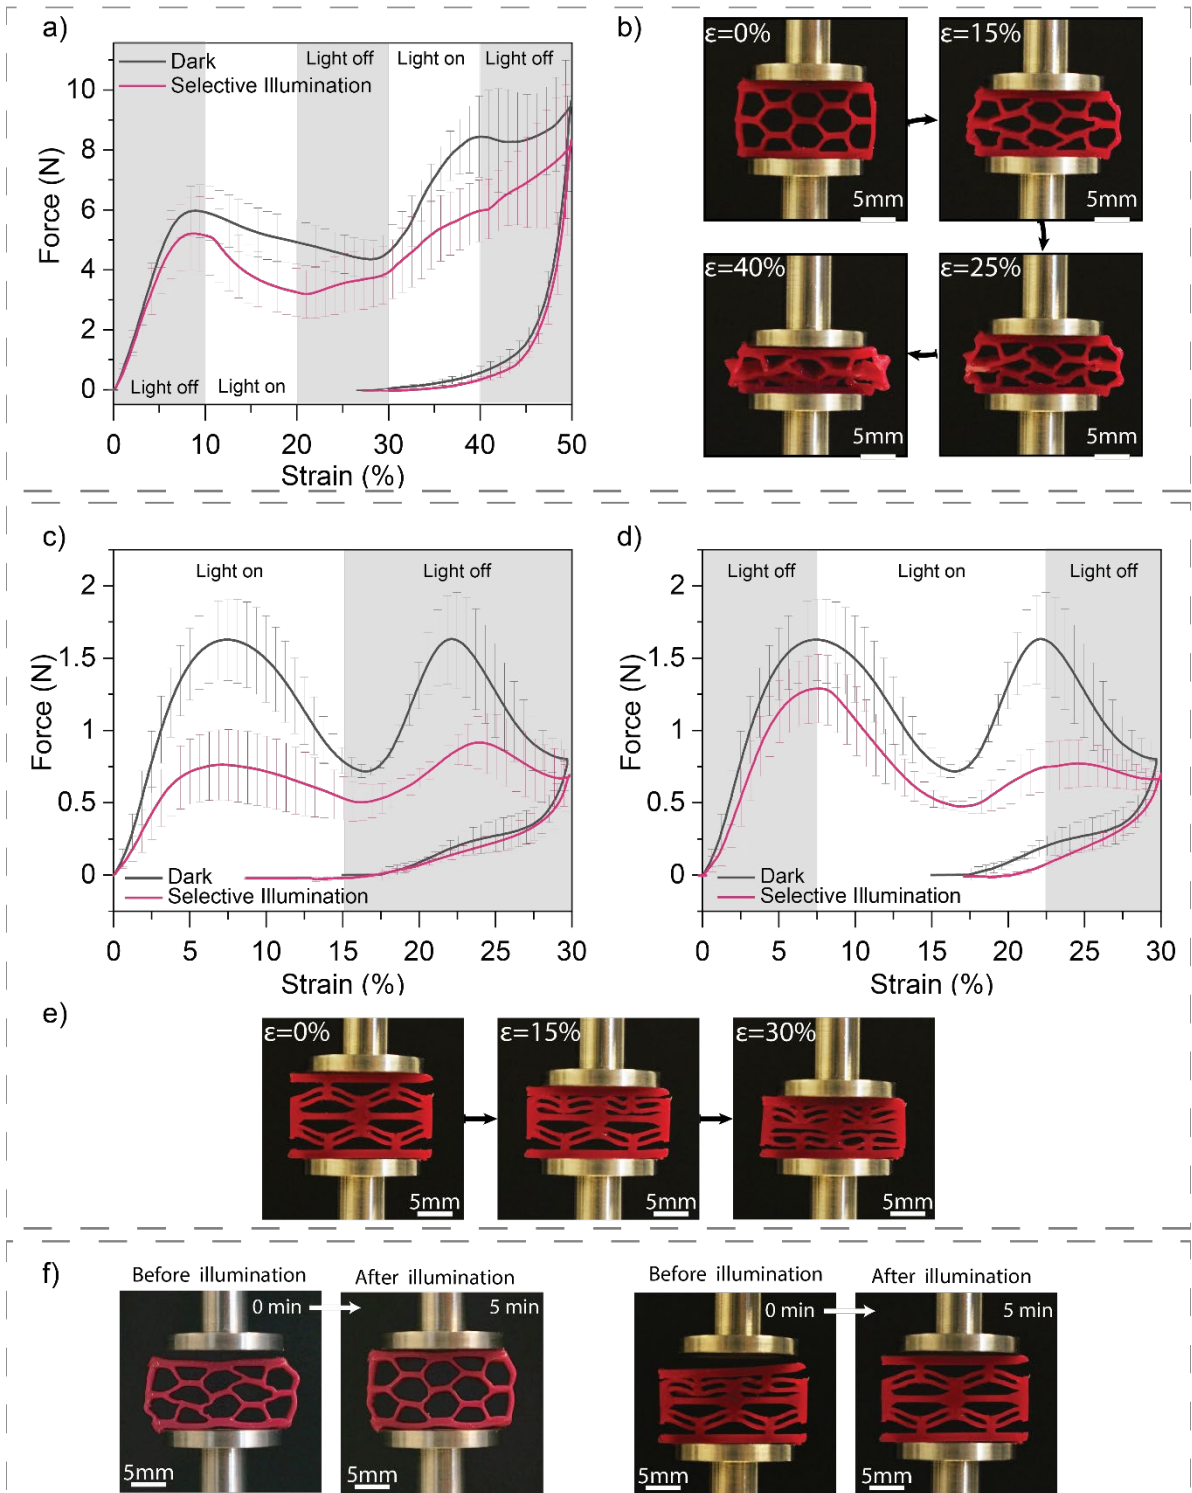 a)
Dark
Selective Illumination
Light off
Light on
Light off
Light off
Light on
Force (N)
10
8
6
4
2
0
0
10
20
30
40
50
Strain (%)
b)
ε=0%
5mm
ε=15%
5mm
ε=40%
5mm
ε=25%
5mm
c)
Light on
Light off
Force (N)
2
1.5
1
0.5
0
Dark
Selective Illumination
0
5
10
15
20
25
30
Strain (%)
d)
Light off
Light on
Light off
Force (N)
2
1.5
1
0.5
0
Dark
Selective Illumination
0
5
10
15
20
25
30
Strain (%)
e)
ε=0%
5mm
ε=15%
5mm
ε=30%
5mm
f)
Before illumination
0 min
5mm
After illumination
5 min
5mm
Before illumination
0 min
5mm
After illumination
5 min
5mm